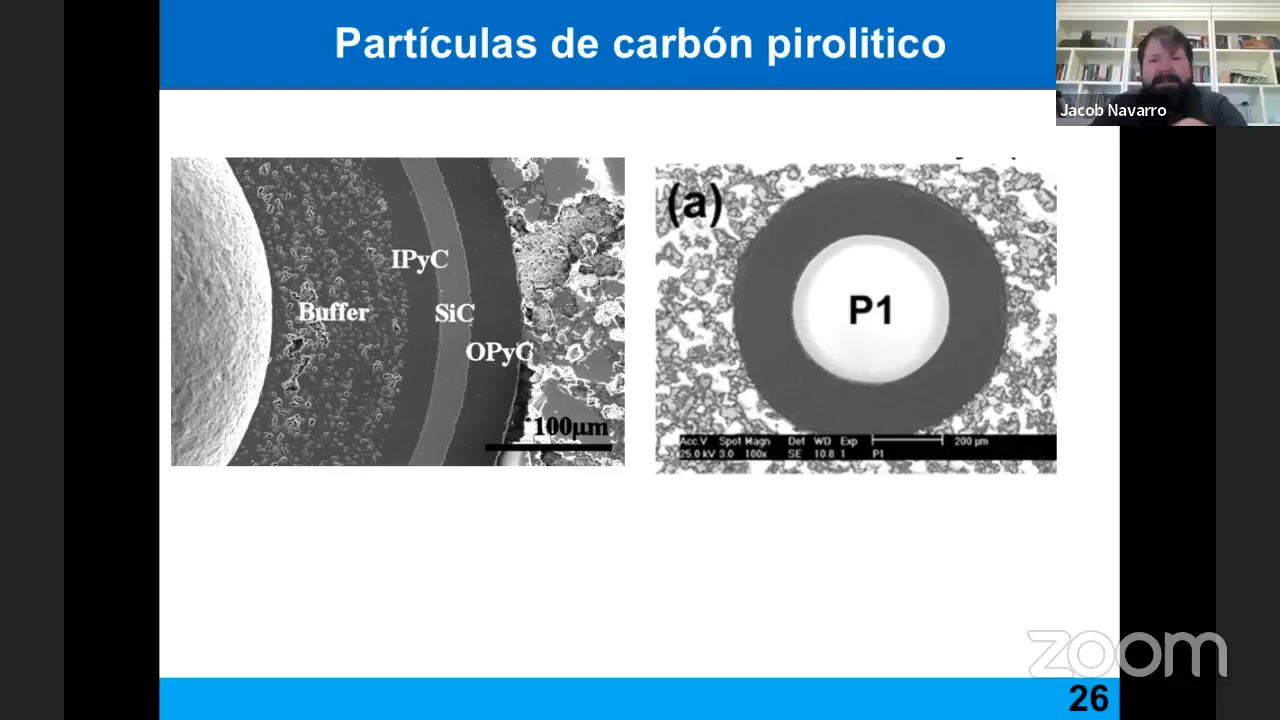 Partículas de carbón pirolitico
Jacob Navarro
IPyC
Buffer
SiC
OPyC
100μm
(a)
P1
Acc.V Spot Magn Det WD Exp 200 μm
25.0 kV 3.0 100x SE 10.8 1 P1
zoom
26